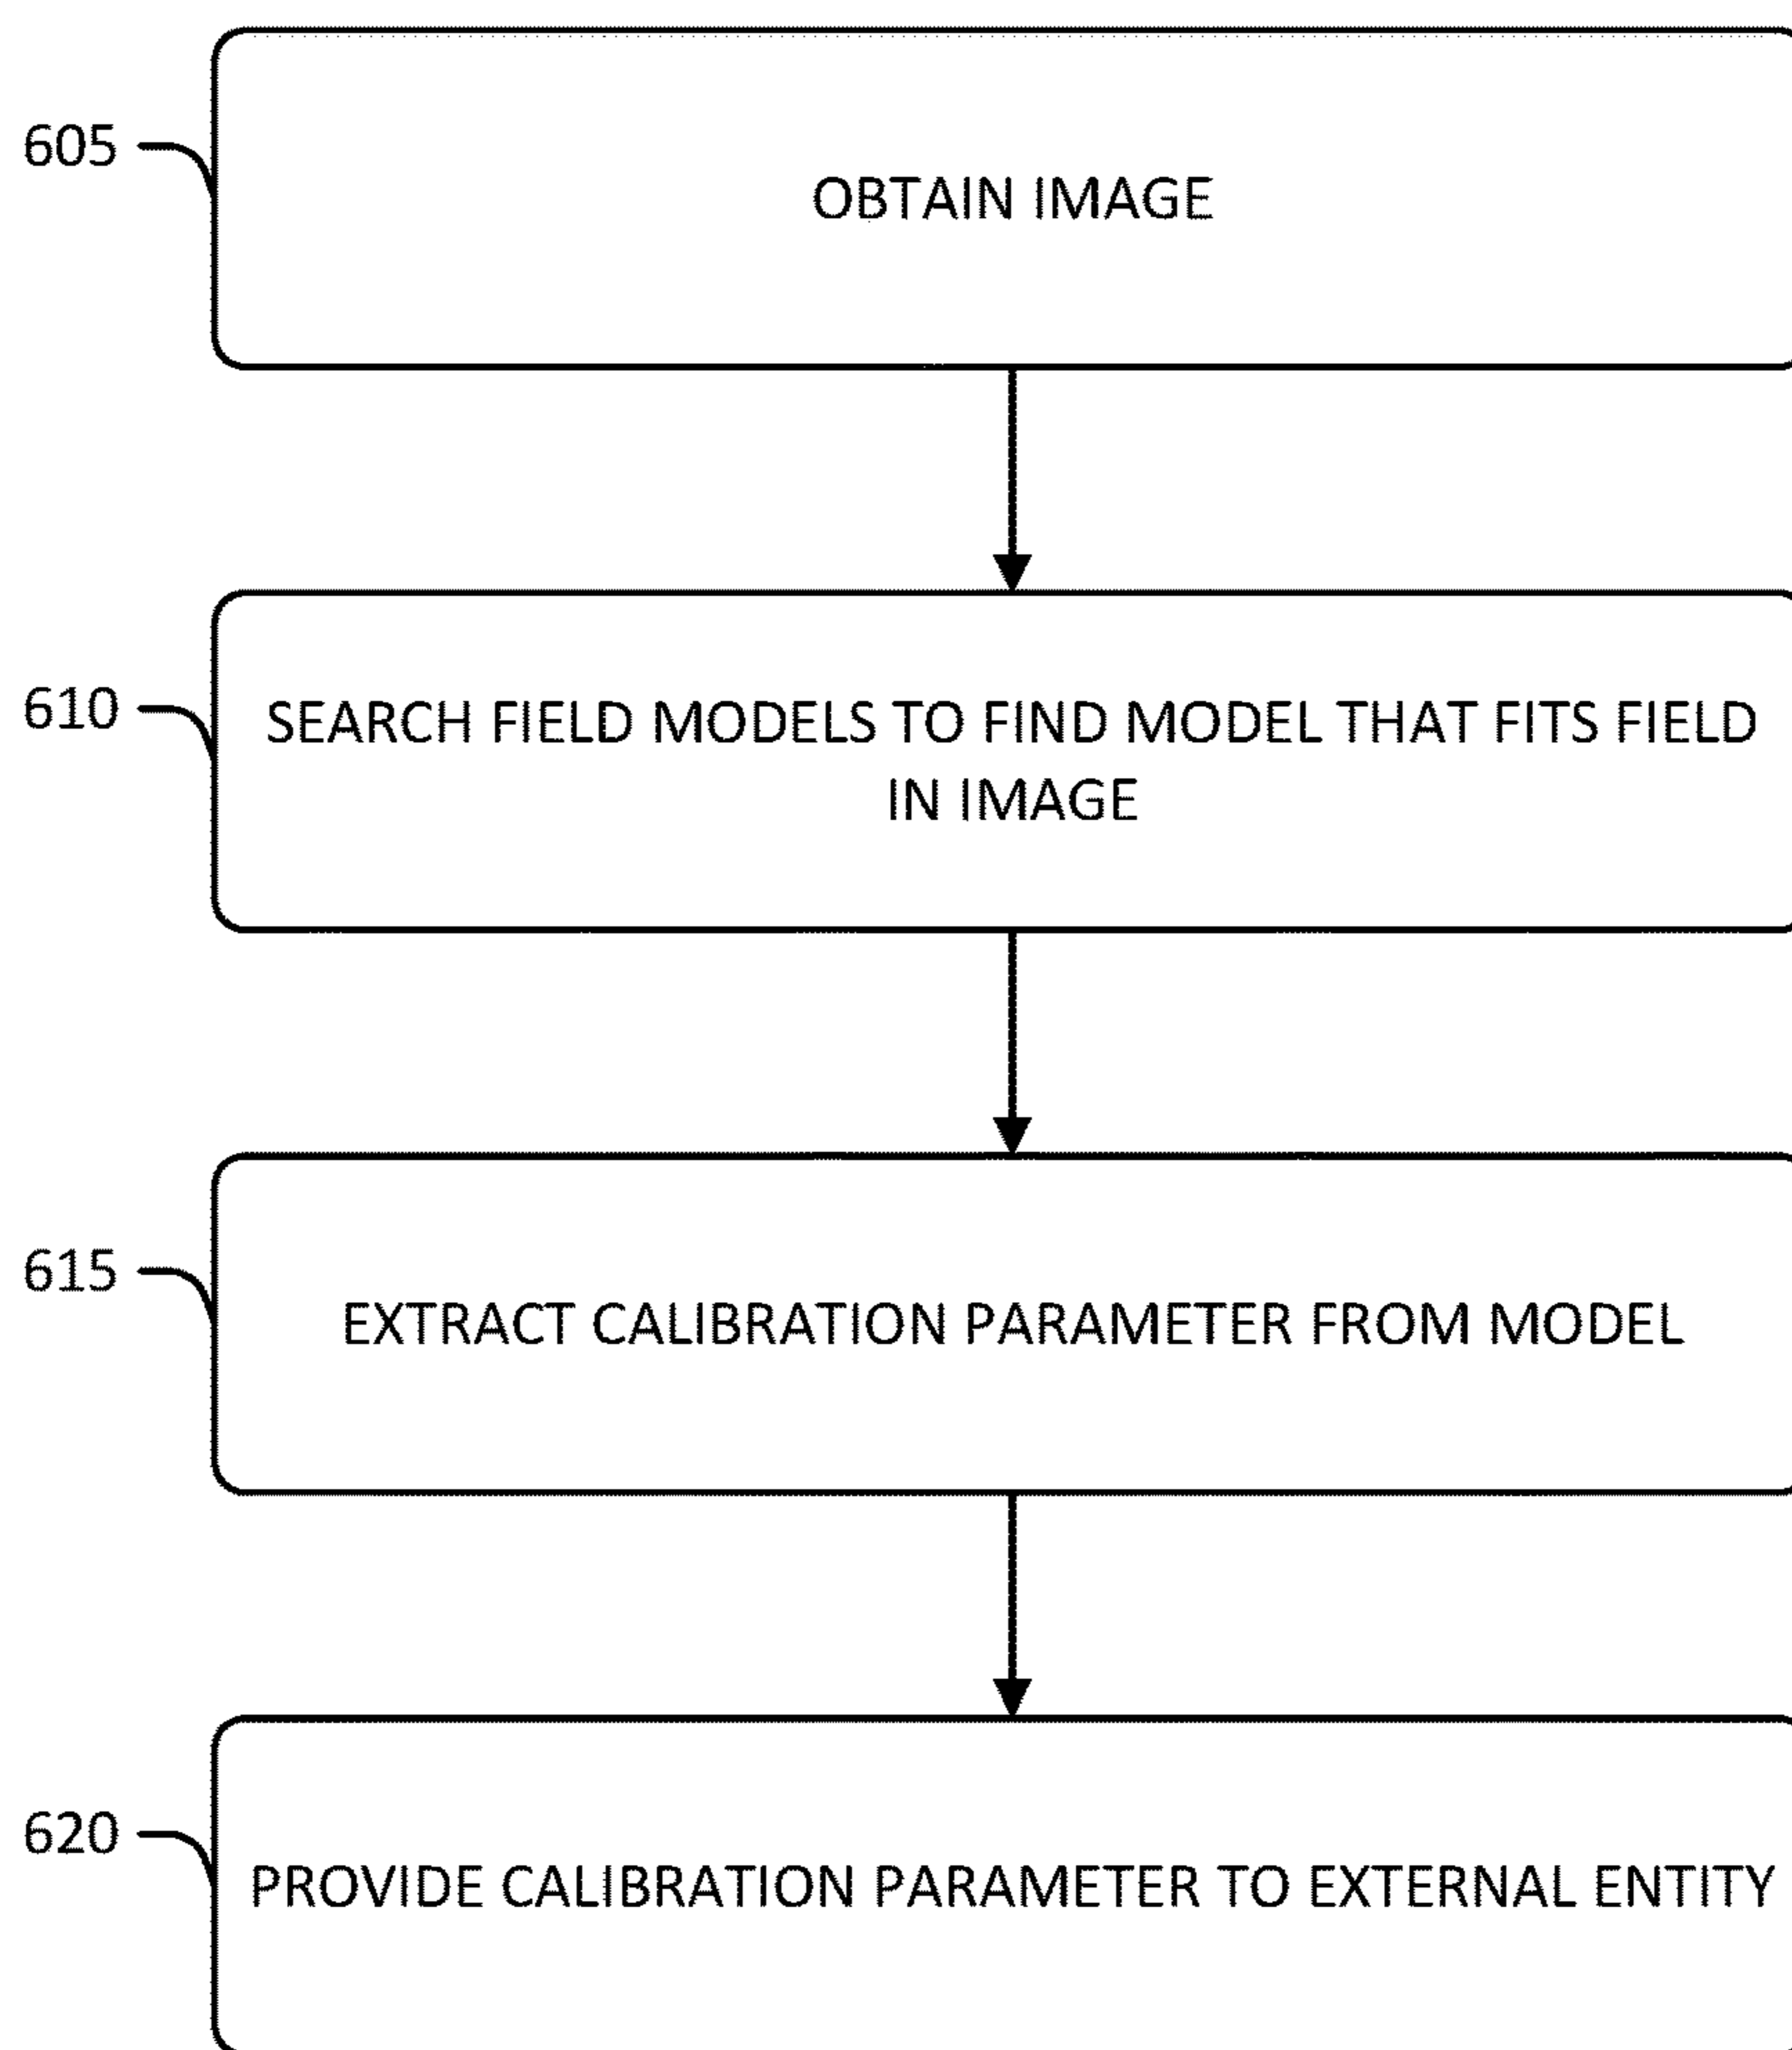 605
OBTAIN IMAGE
610
SEARCH FIELD MODELS TO FIND MODEL THAT FITS FIELD
IN IMAGE
615
EXTRACT CALIBRATION PARAMETER FROM MODEL
620
PROVIDE CALIBRATION PARAMETER TO EXTERNAL ENTITY